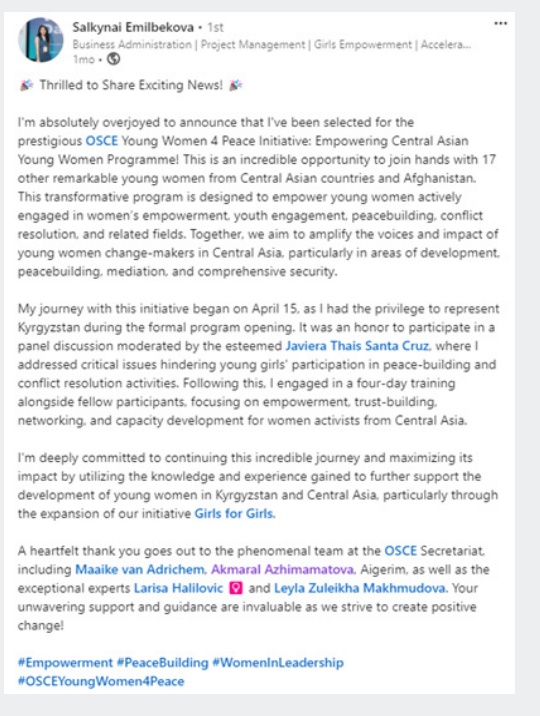 Salkynai Emilbekova • 1st
Business Administration | Project Management | Girls Empowerment | Accelera...
1mo •
🎉 Thrilled to Share Exciting News! 🎉
I'm absolutely overjoyed to announce that I've been selected for the
prestigious OSCE Young Women 4 Peace Initiative: Empowering Central Asian
Young Women Programme! This is an incredible opportunity to join hands with 17
other remarkable young women from Central Asian countries and Afghanistan.
This transformative program is designed to empower young women actively
engaged in women's empowerment, youth engagement, peacebuilding, conflict
resolution, and related fields. Together, we aim to amplify the voices and impact of
young women change-makers in Central Asia, particularly in areas of development,
peacebuilding, mediation, and comprehensive security.
My journey with this initiative began on April 15, as I had the privilege to represent
Kyrgyzstan during the formal program opening. It was an honor to participate in a
panel discussion moderated by the esteemed Javiera Thais Santa Cruz, where I
addressed critical issues hindering young girls' participation in peace-building and
conflict resolution activities. Following this, I engaged in a four-day training
alongside fellow participants, focusing on empowerment, trust-building,
networking, and capacity development for women activists from Central Asia.
I'm deeply committed to continuing this incredible journey and maximizing its
impact by utilizing the knowledge and experience gained to further support the
development of young women in Kyrgyzstan and Central Asia, particularly through
the expansion of our initiative Girls for Girls.
A heartfelt thank you goes out to the phenomenal team at the OSCE Secretariat,
including Maaike van Adrichem, Akmaral Azhimamatova, Aigerim, as well as the
exceptional experts Larisa Halilovic ♀ and Leyla Zuleikha Makhmudova. Your
unwavering support and guidance are invaluable as we strive to create positive
change!
#Empowerment #PeaceBuilding #WomenInLeadership
#OSCEYoungWomen4Peace